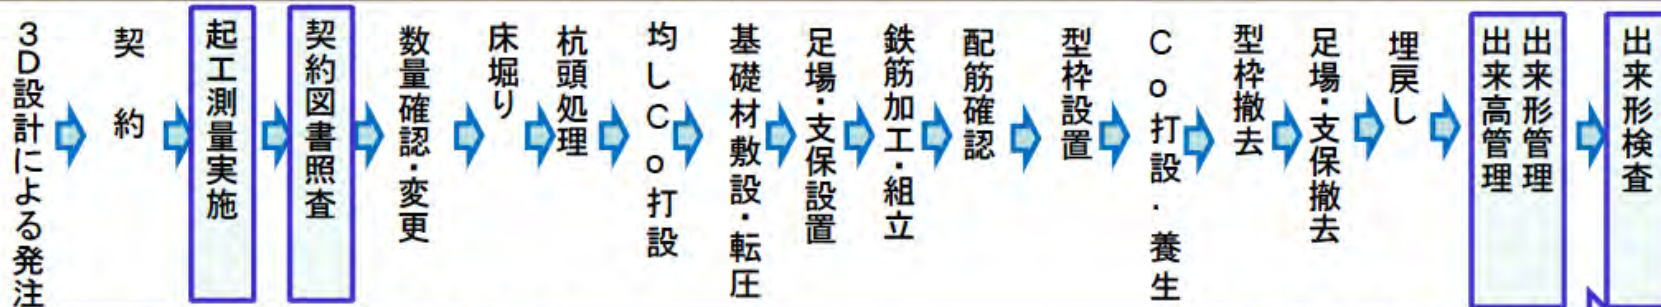 3D設計による発注
契約
起工測量実施
契約図書照査
数量確認・変更
床堀り
杭頭処理
均しCo打設
基礎材敷設・転圧
足場・支保設置
鉄筋加工・組立
配筋確認
型枠設置
Co打設・養生
型枠撤去
足場・支保撤去
埋戻し
出来形管理
出来高管理
出来形検査